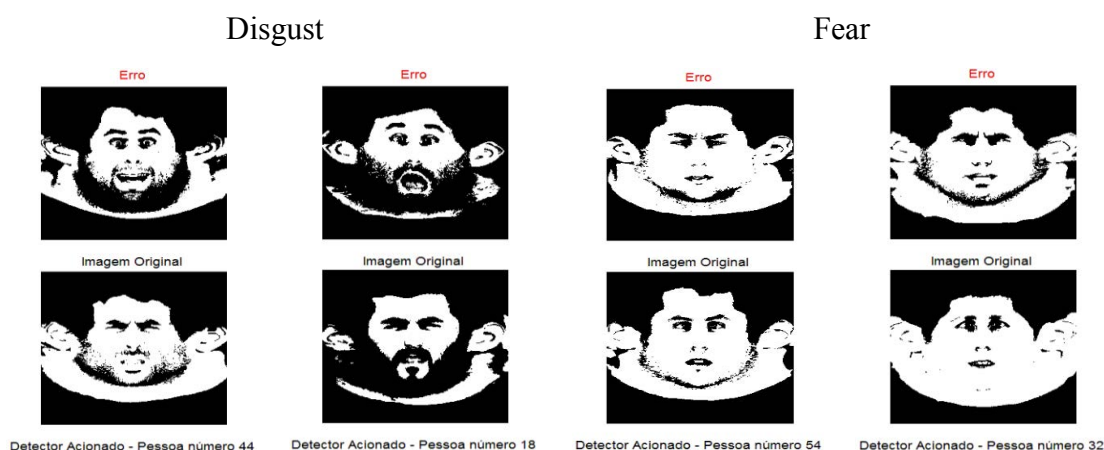 Disgust
Fear
Erro
Erro
Erro
Erro
Imagem Original
Imagem Original
Imagem Original
Imagem Original
Detector Acionado - Pessoa número 44
Detector Acionado - Pessoa número 18
Detector Acionado - Pessoa número 54
Detector Acionado - Pessoa número 32